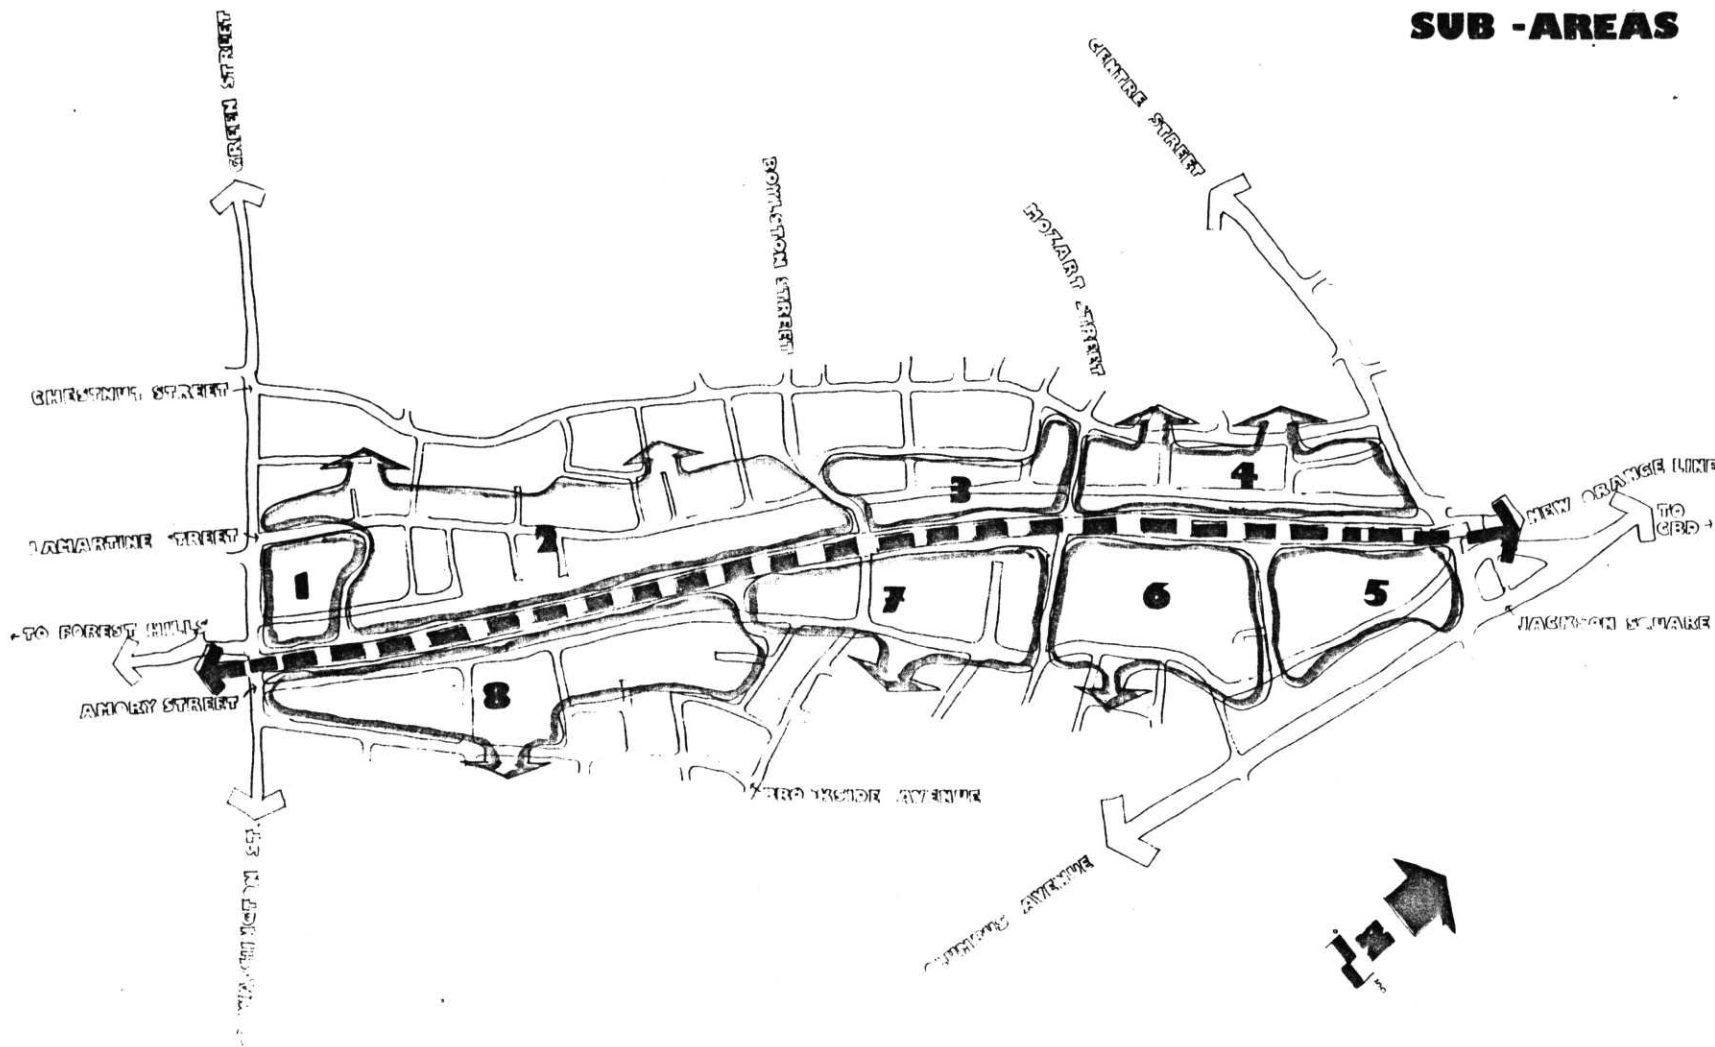 SUB -AREAS
GREEN STREET
CENTRE STREET
BOYLSTON STREET
MOZART STREET
CHESTNUT STREET
4
3
NEW ORANGE LINE
TO
CBD
LAMARTINE STREET
2
1
7
6
5
TO FOREST HILLS
JACKSON SQUARE
AMORY STREET
8
BROOKSIDE AVENUE
AVENUE
N